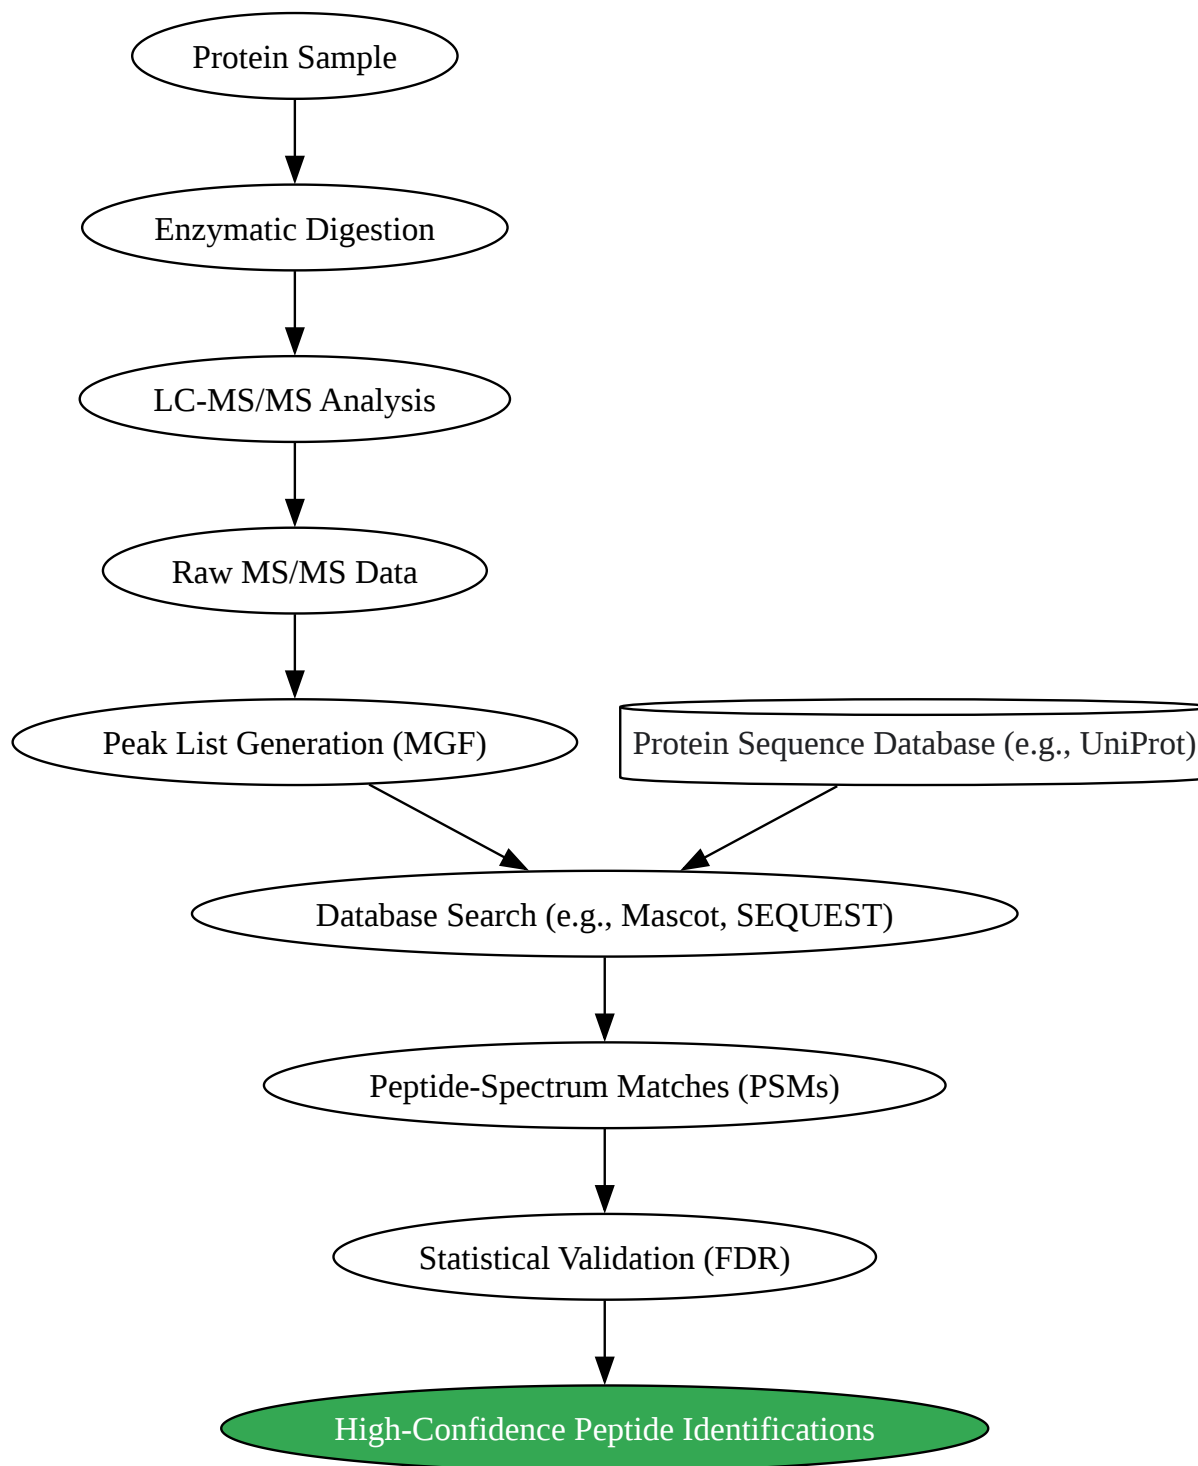 Protein Sample
Enzymatic Digestion
LC-MS/MS Analysis
Raw MS/MS Data
Peak List Generation (MGF)
Protein Sequence Database (e.g., UniProt)
Database Search (e.g., Mascot, SEQUEST)
Peptide-Spectrum Matches (PSMs)
Statistical Validation (FDR)
High-Confidence Peptide Identifications